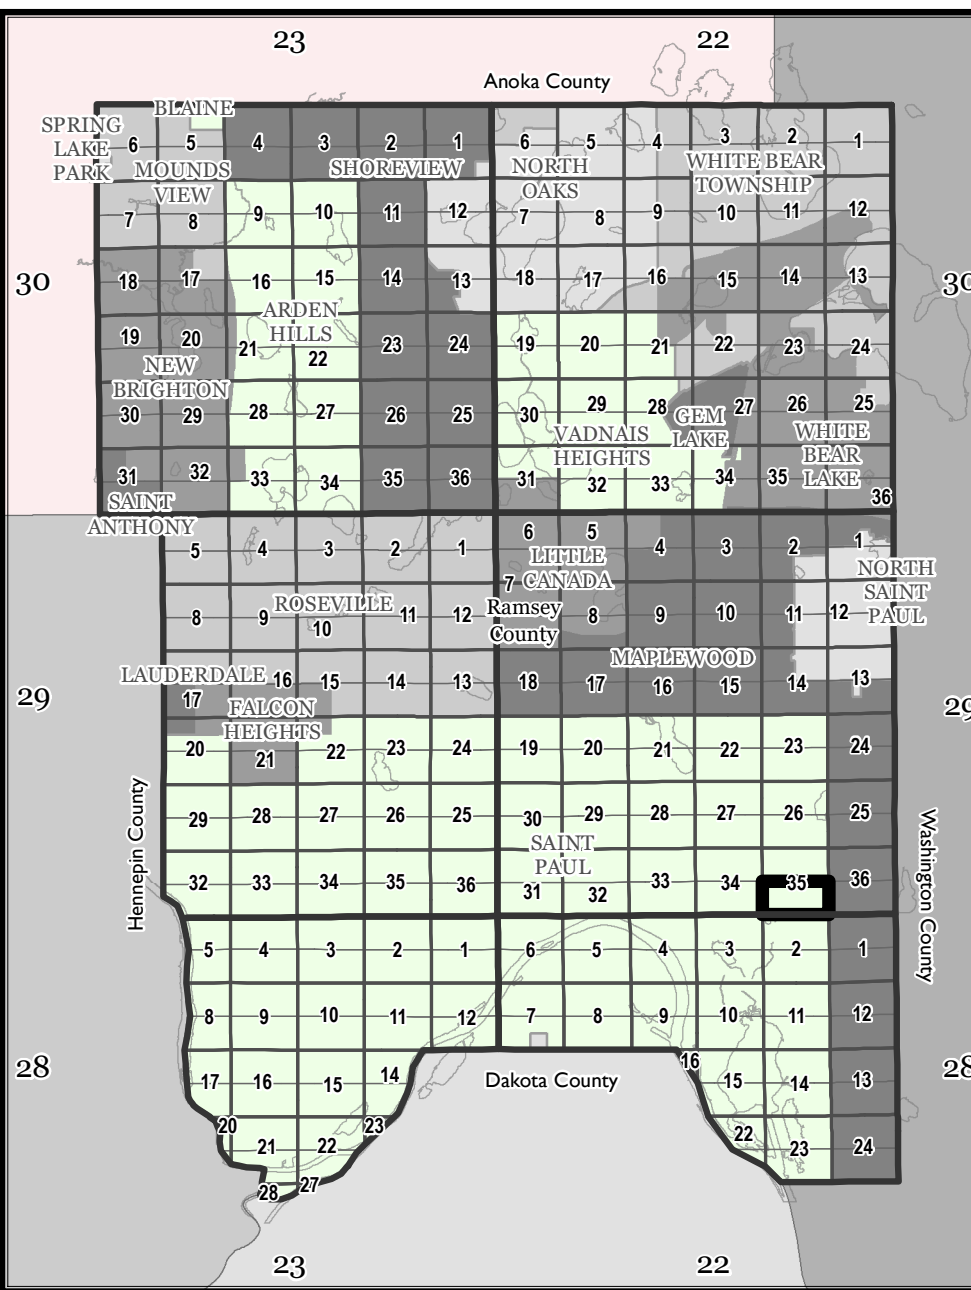 23 22
Anoka County
BLAINE
SPRING
LAKE
PARK
6 5 4 3 2 1 6 5 4 3 2 1
MOUNDS
VIEW
SHOREVIEW
NORTH
OAKS
WHITE BEAR
TOWNSHIP
7 8 9 10 11 12 7 8 9 10 11 12
30 18 17 16 15 14 13 18 17 16 15 14 13 30
ARDEN
HILLS
19 20 21 22 23 24 19 20 21 22 23 24
NEW
BRIGHTON
30 29 28 27 26 25 30 29 28 27 26 25
GEM
LAKE
VADNAIS
HEIGHTS
WHITE
BEAR
LAKE
31 32 33 34 35 36 31 32 33 34 35 36
SAINT
ANTHONY
5 4 3 2 1 6 5 4 3 2 1
LITTLE
CANADA
NORTH
SAINT
PAUL
ROSEVILLE
8 9 10 11 12 7 8 9 10 11 12
Ramsey
County
MAPLEWOOD
LAUDERDALE
29 17 16 15 14 13 18 17 16 15 14 13 29
FALCON
HEIGHTS
20 21 22 23 24 19 20 21 22 23 24
29 28 27 26 25 30 29 28 27 26 25
SAINT
PAUL
Hennepin County
Washington County
32 33 34 35 36 31 32 33 34 35 36
5 4 3 2 1 6 5 4 3 2 1
8 9 10 11 12 7 8 9 10 11 12
28 17 16 15 14 16 15 14 13 28
Dakota County
20 21 22 23 22 23 24
28 27
23 22